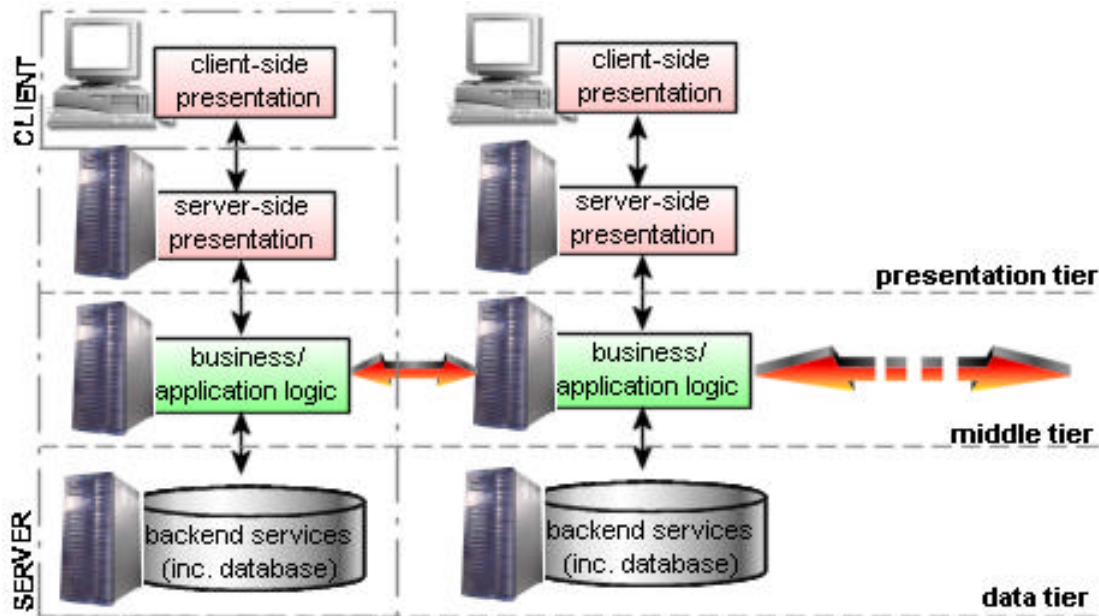 CLIENT
client-side
presentation
client-side
presentation
server-side
presentation
server-side
presentation
presentation tier
business/
application logic
business/
application logic
middle tier
SERVER
backend services
(inc. database)
backend services
(inc. database)
data tier